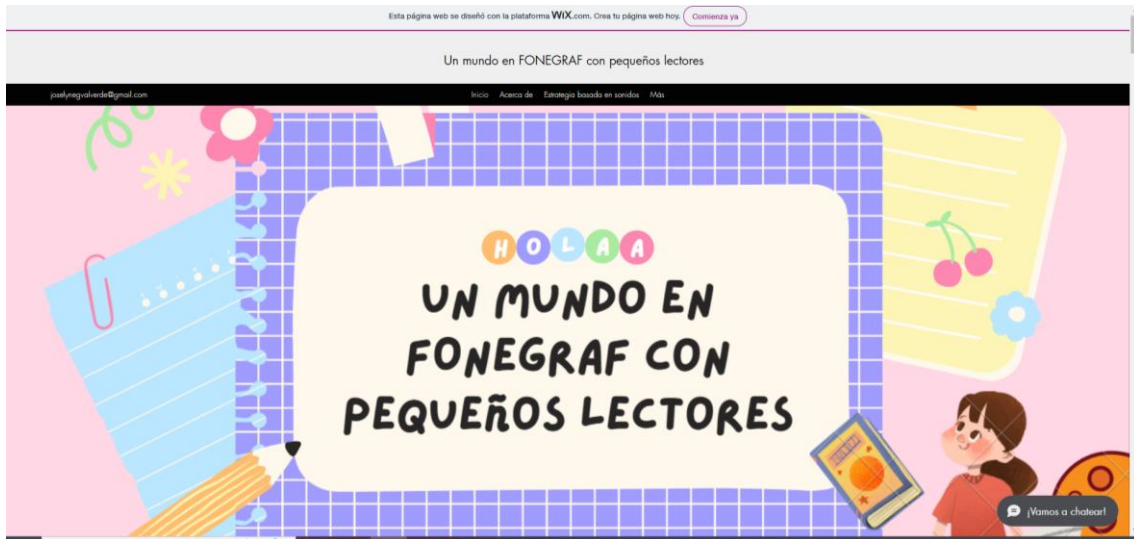 Esta página web se diseñó con la plataforma WiX.com. Crea tu página web hoy. Comienza ya
Un mundo en FONEGRAF con pequeños lectores
joselynegvalverde@gmail.com Inicio Acerca de Estrategia basada en sonidos Más
HOLAA
UN MUNDO EN
FONEGRAF CON
PEQUEÑOS LECTORES
¡Vamos a chatear!